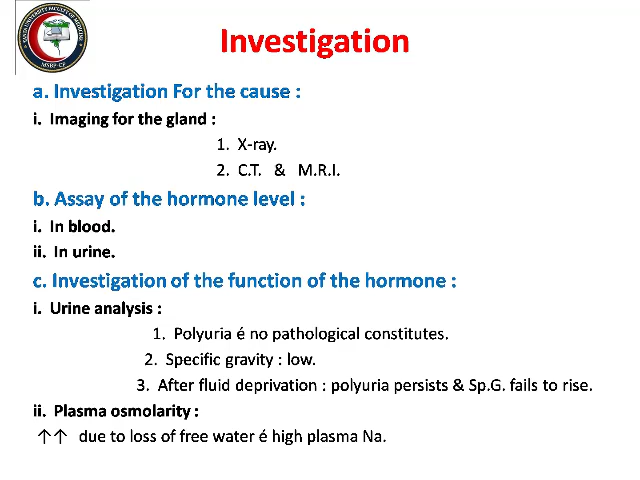 Investigation
a. Investigation For the cause :
i. Imaging for the gland :
1. X-ray.
2. C.T. & M.R.I.
b. Assay of the hormone level :
i. In blood.
ii. In urine.
c. Investigation of the function of the hormone :
i. Urine analysis :
1. Polyuria é no pathological constitutes.
2. Specific gravity : low.
3. After fluid deprivation : polyuria persists & Sp.G. fails to rise.
ii. Plasma osmolarity :
↑↑ due to loss of free water é high plasma Na.